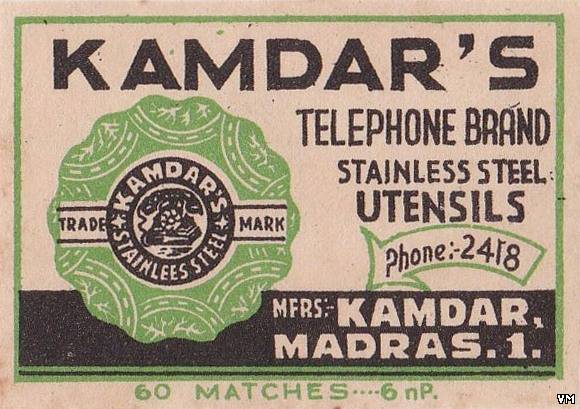 KAMDAR'S
TELEPHONE BRAND
STAINLESS STEEL
UTENSILS
KAMDAR'S
TRADE MARK
STAINLEES STEEL
Phone:-2418
MFRS:- KAMDAR,
MADRAS. 1.
60 MATCHES....6 nP.
VM